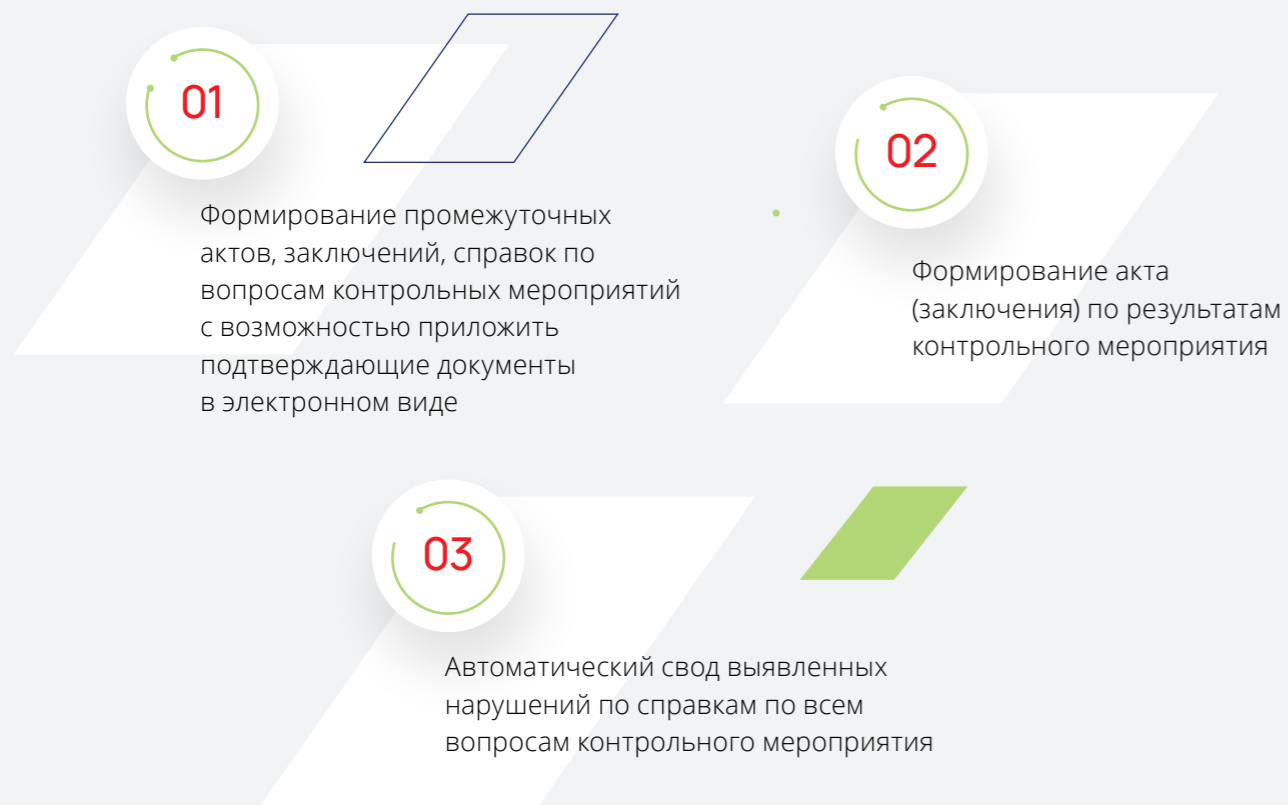 01
Формирование промежуточных
актов, заключений, справок по
вопросам контрольных мероприятий
с возможностью приложить
подтверждающие документы
в электронном виде
02
Формирование акта
(заключения) по результатам
контрольного мероприятия
03
Автоматический свод выявленных
нарушений по справкам по всем
вопросам контрольного мероприятия